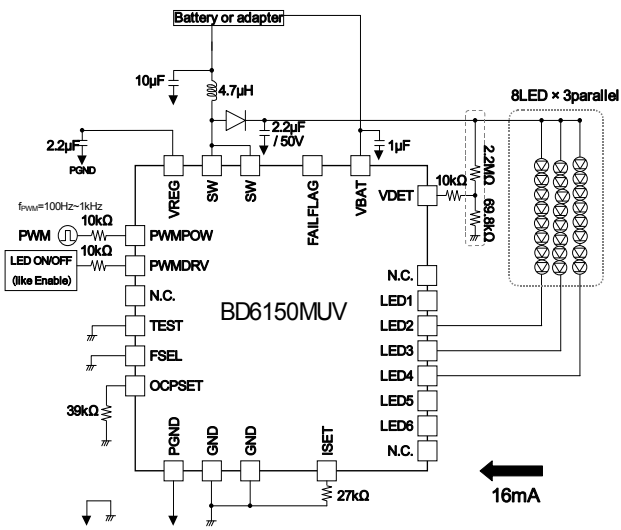 Battery or adapter
10μF
4.7μH
8LED × 3parallel
2.2μF
/ 50V
2.2μF
PGND
1μF
VREG
SW
SW
FAILFLAG
VBAT
VDET
10kΩ
2.2MΩ
69.8kΩ
fPWM=100Hz~1kHz
10kΩ
PWM
PWMPOW
10kΩ
LED ON/OFF
(like Enable)
PWMDRV
N.C.
N.C.
LED1
BD6150MUV
TEST
LED2
FSEL
LED3
OCPSET
LED4
39kΩ
LED5
LED6
N.C.
PGND
GND
GND
ISET
27kΩ
16mA